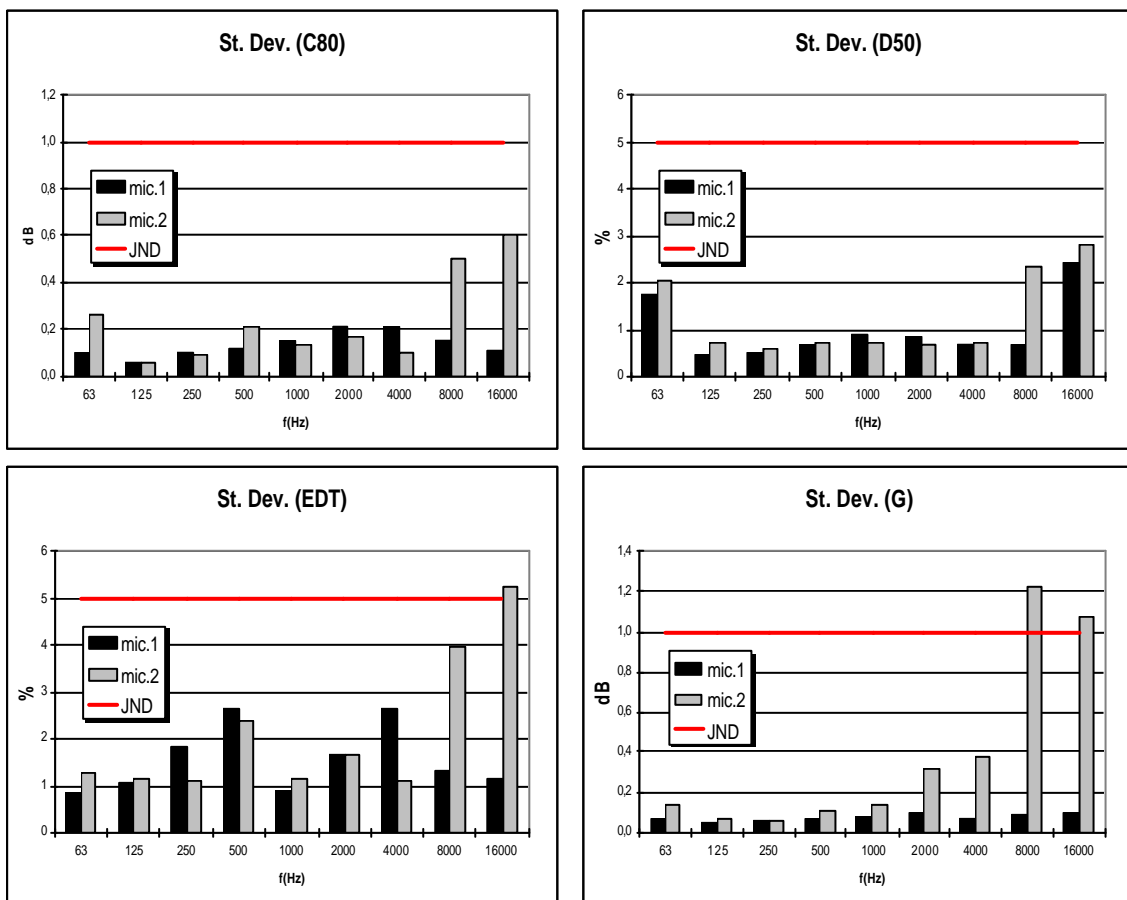 St. Dev. (C80)
1,2
1,0
0,8
0,6
0,4
0,2
0,0
dB
mic.1
mic.2
JND
63 125 250 500 1000 2000 4000 8000 16000
f(Hz)
St. Dev. (D50)
6
5
4
3
2
1
0
%
mic.1
mic.2
JND
63 125 250 500 1000 2000 4000 8000 16000
f(Hz)
St. Dev. (EDT)
6
5
4
3
2
1
0
%
mic.1
mic.2
JND
63 125 250 500 1000 2000 4000 8000 16000
f(Hz)
St. Dev. (G)
1,4
1,2
1,0
0,8
0,6
0,4
0,2
0,0
dB
mic.1
mic.2
JND
63 125 250 500 1000 2000 4000 8000 16000
f(Hz)